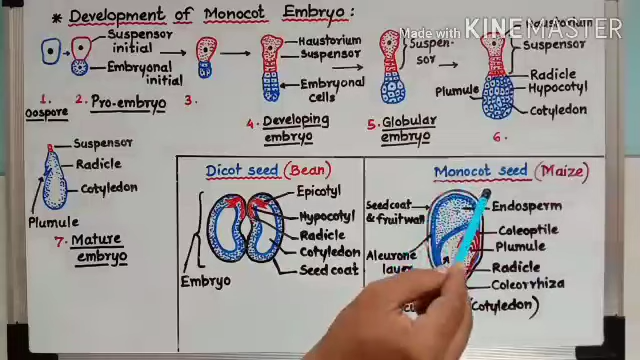 * Development of Monocot Embryo:
Made with KINEMASTER
Suspensor initial
Embryonal initial
Haustorium
Suspensor
Embryonal cells
Suspen-
sor
Haustorium
Suspensor
Radicle
Hypocotyl
Plumule
Cotyledon
1. Oospore
2. Pro-embryo
3.
4. Developing embryo
5. Globular embryo
6.
Suspensor
Radicle
Cotyledon
Plumule
7. Mature embryo
Dicot seed (Bean)
Epicotyl
Hypocotyl
Radicle
Cotyledon
Seed coat
Embryo
Monocot seed (Maize)
Seed coat
& fruit wall
Endosperm
Coleoptile
Aleurone
layer
Plumule
Radicle
Coleorrhiza
(Cotyledon)